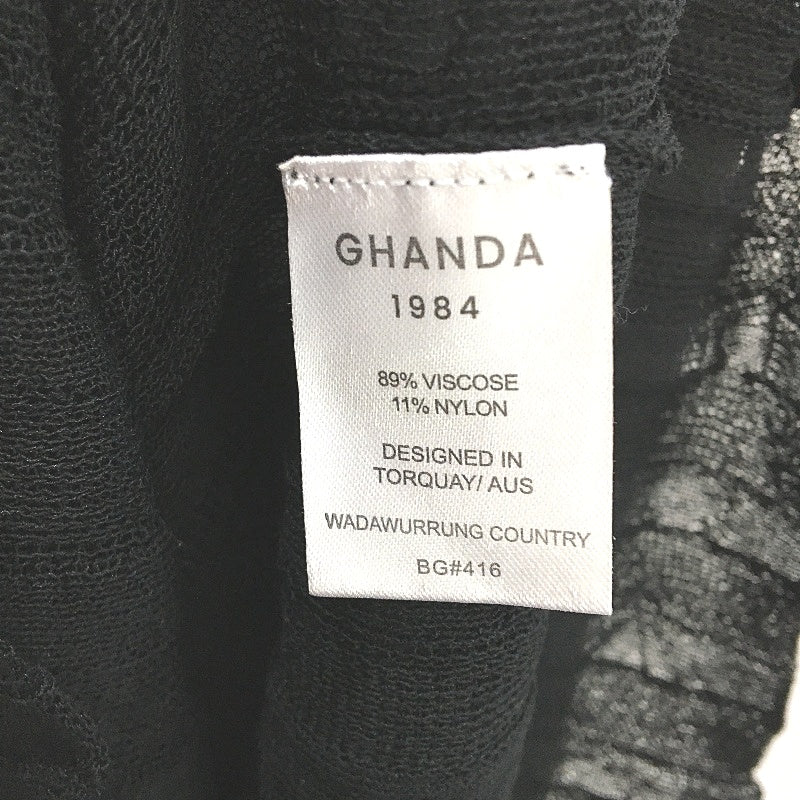 GHANDA
1984
89% VISCOSE
11% NYLON
DESIGNED IN
TORQUAY/ AUS
WADAWURRUNG COUNTRY
BG#416